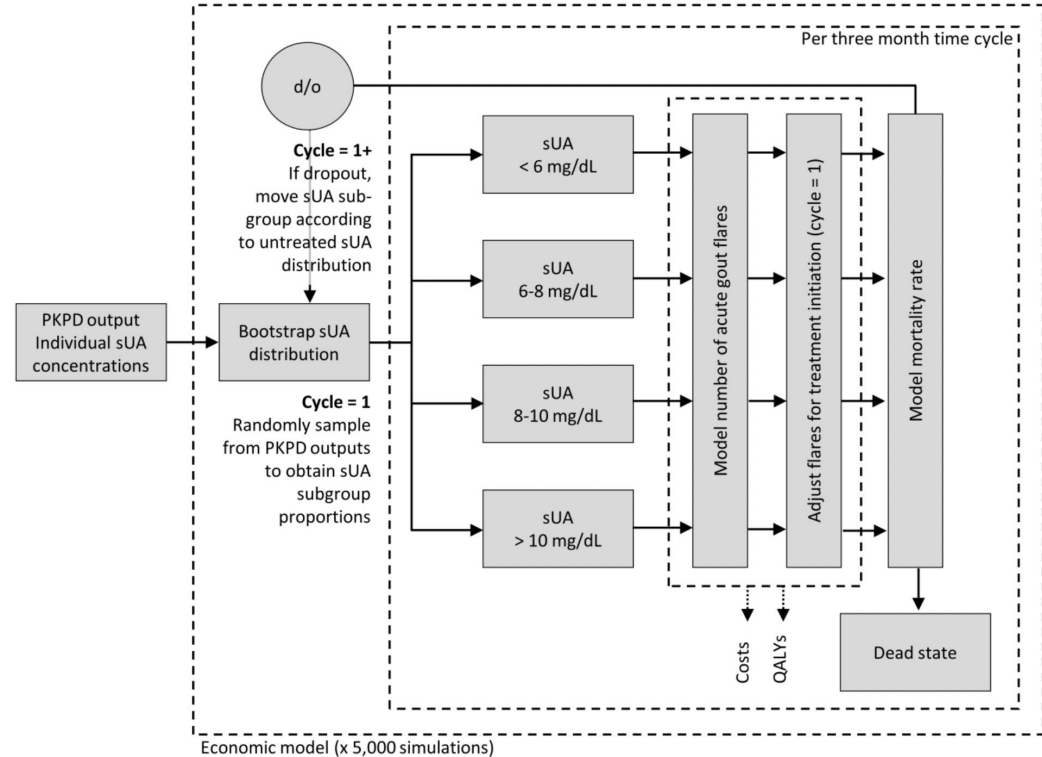 Per three month time cycle
d/o
Cycle = 1+
If dropout,
move sUA sub-
group according
to untreated sUA
distribution
PKPD output
Individual sUA
concentrations
Bootstrap sUA
distribution
Cycle = 1
Randomly sample
from PKPD outputs
to obtain sUA
subgroup
proportions
sUA
< 6 mg/dL
sUA
6-8 mg/dL
sUA
8-10 mg/dL
sUA
> 10 mg/dL
Model number of acute gout flares
Adjust flares for treatment initiation (cycle = 1)
Model mortality rate
Costs
QALYs
Dead state
Economic model (x 5,000 simulations)